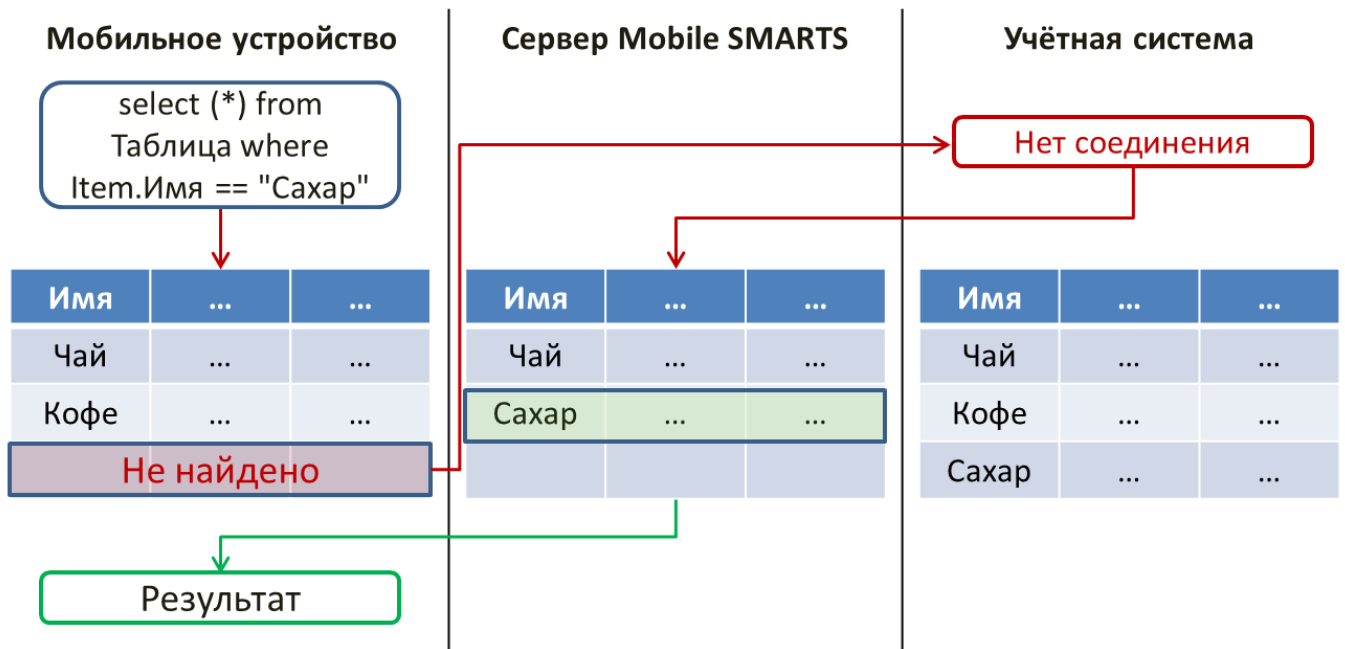 Мобильное устройство
Сервер Mobile SMARTS
Учётная система
select (*) from
Таблица where
Item.Имя == "Сахар"
Нет соединения
Имя ... ...
Чай ... ...
Кофе ... ...
Не найдено
Имя ... ...
Чай ... ...
Сахар ... ...
Имя ... ...
Чай ... ...
Кофе ... ...
Сахар ... ...
Результат